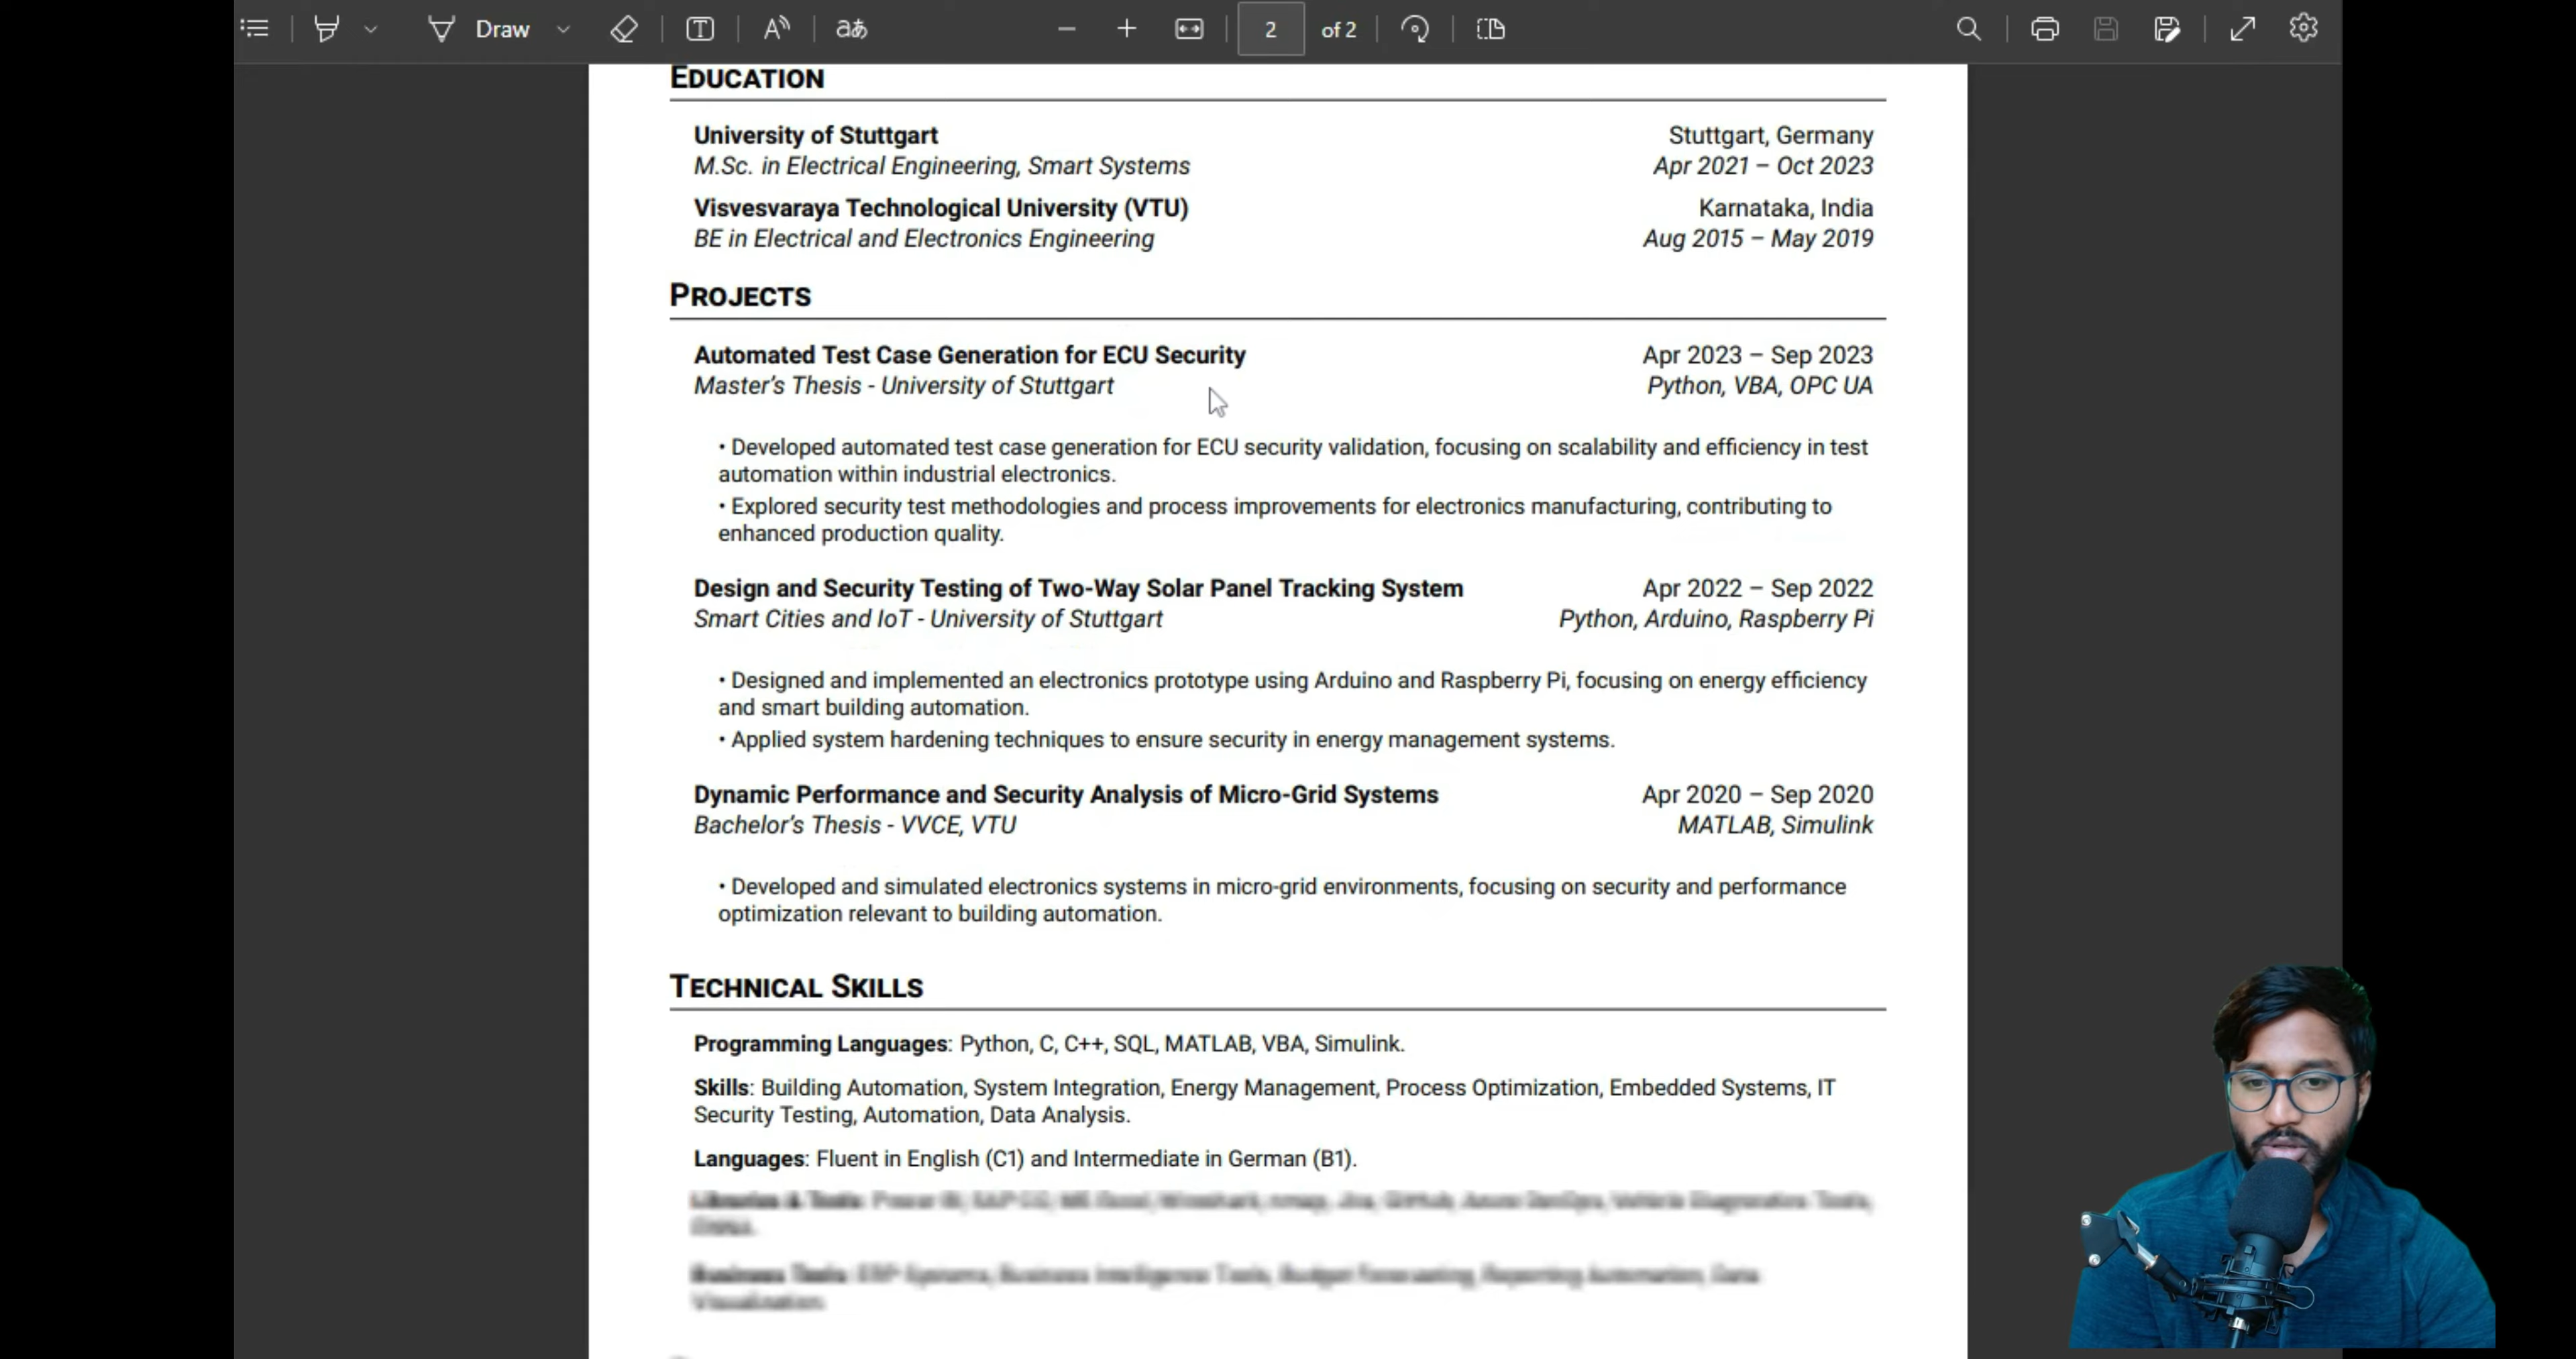 Draw
2
of 2
EDUCATION
University of Stuttgart
Stuttgart, Germany
M.Sc. in Electrical Engineering, Smart Systems
Apr 2021 – Oct 2023
Visvesvaraya Technological University (VTU)
Karnataka, India
BE in Electrical and Electronics Engineering
Aug 2015 – May 2019
PROJECTS
Automated Test Case Generation for ECU Security
Apr 2023 – Sep 2023
Master's Thesis - University of Stuttgart
Python, VBA, OPC UA
• Developed automated test case generation for ECU security validation, focusing on scalability and efficiency in test
automation within industrial electronics.
• Explored security test methodologies and process improvements for electronics manufacturing, contributing to
enhanced production quality.
Design and Security Testing of Two-Way Solar Panel Tracking System
Apr 2022 – Sep 2022
Smart Cities and IoT - University of Stuttgart
Python, Arduino, Raspberry Pi
• Designed and implemented an electronics prototype using Arduino and Raspberry Pi, focusing on energy efficiency
and smart building automation.
• Applied system hardening techniques to ensure security in energy management systems.
Dynamic Performance and Security Analysis of Micro-Grid Systems
Apr 2020 – Sep 2020
Bachelor's Thesis - VVCE, VTU
MATLAB, Simulink
• Developed and simulated electronics systems in micro-grid environments, focusing on security and performance
optimization relevant to building automation.
TECHNICAL SKILLS
Programming Languages: Python, C, C++, SQL, MATLAB, VBA, Simulink.
Skills: Building Automation, System Integration, Energy Management, Process Optimization, Embedded Systems, IT
Security Testing, Automation, Data Analysis.
Languages: Fluent in English (C1) and Intermediate in German (B1).